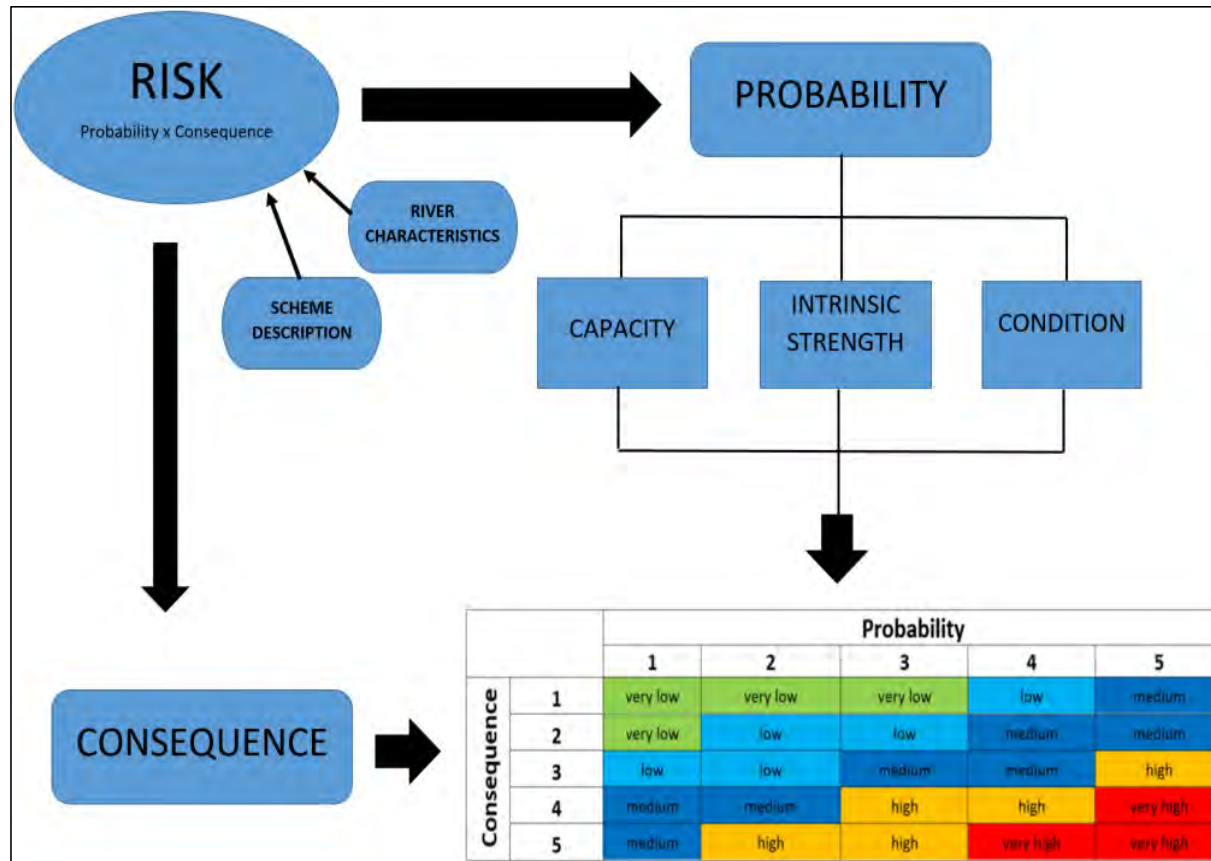 RISK
Probability x Consequence
PROBABILITY
RIVER
CHARACTERISTICS
SCHEME
DESCRIPTION
CAPACITY
INTRINSIC
STRENGTH
CONDITION
CONSEQUENCE
Probability
1 2 3 4 5
Consequence
1 very low very low very low low medium
2 very low low low medium medium
3 low low medium medium high
4 medium medium high high very high
5 medium high high very high very high